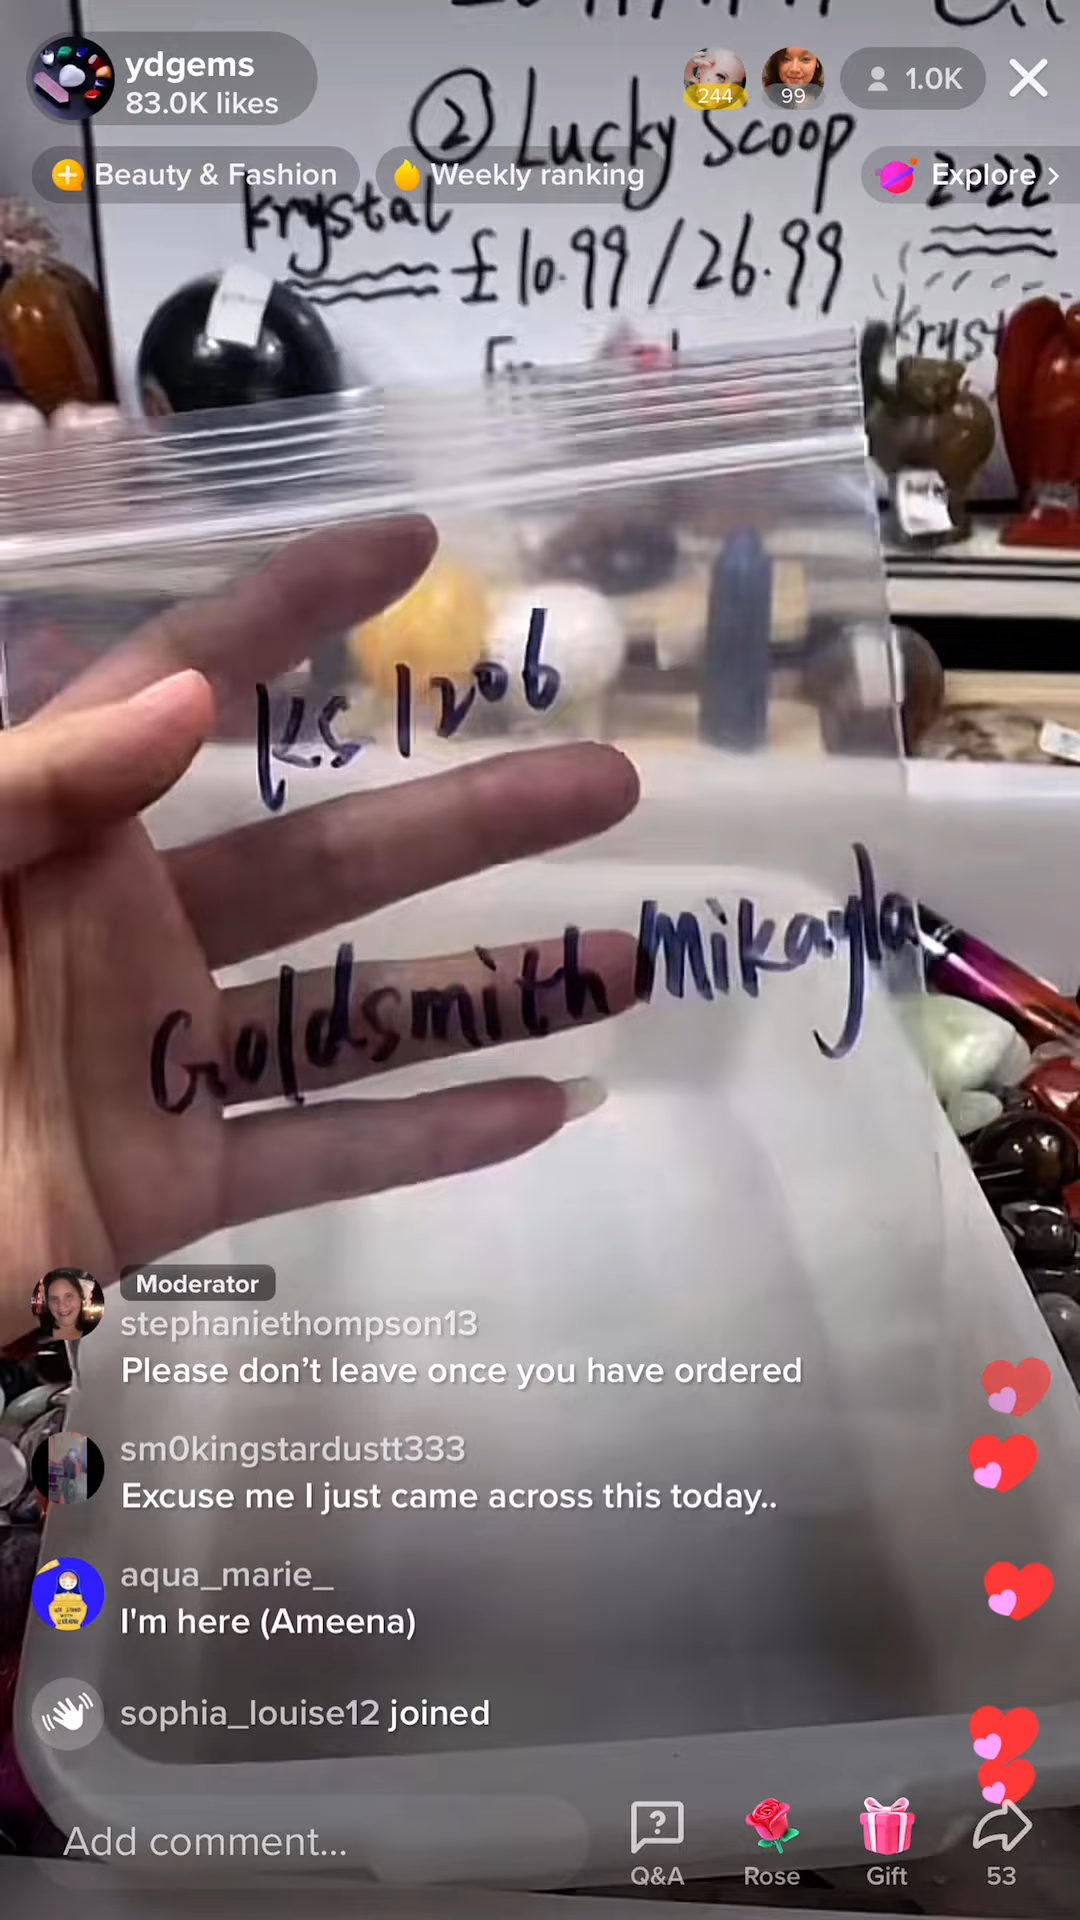 ydgems
83.0K likes
244
99
1.0K
② Lucky Scoop
Beauty & Fashion
Weekly ranking
Explore >
2022
krystal
£10.99/26.99
KS 1206
Goldsmith Mikayla
Moderator
stephaniethompson13
Please don’t leave once you have ordered
sm0kingstardustt333
Excuse me I just came across this today..
aqua_marie_
I'm here (Ameena)
sophia_louise12 joined
Add comment...
Q&A
Rose
Gift
53